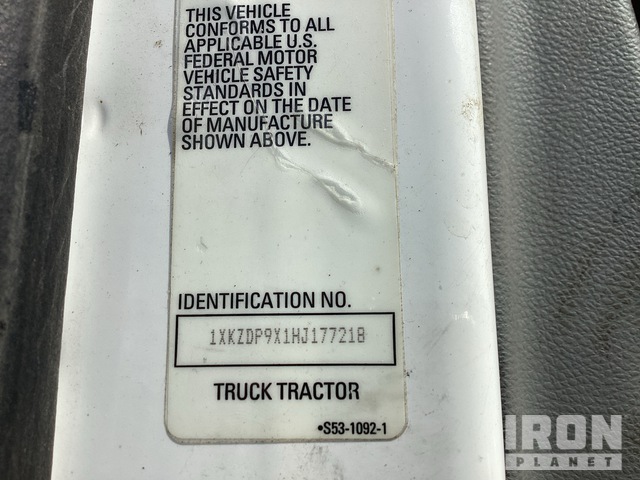 THIS VEHICLE
CONFORMS TO ALL
APPLICABLE U.S.
FEDERAL MOTOR
VEHICLE SAFETY
STANDARDS IN
EFFECT ON THE DATE
OF MANUFACTURE
SHOWN ABOVE.
IDENTIFICATION NO.
1XKZDP9X1HJ177218
TRUCK TRACTOR
•S53-1092-1
IRON
PLANET